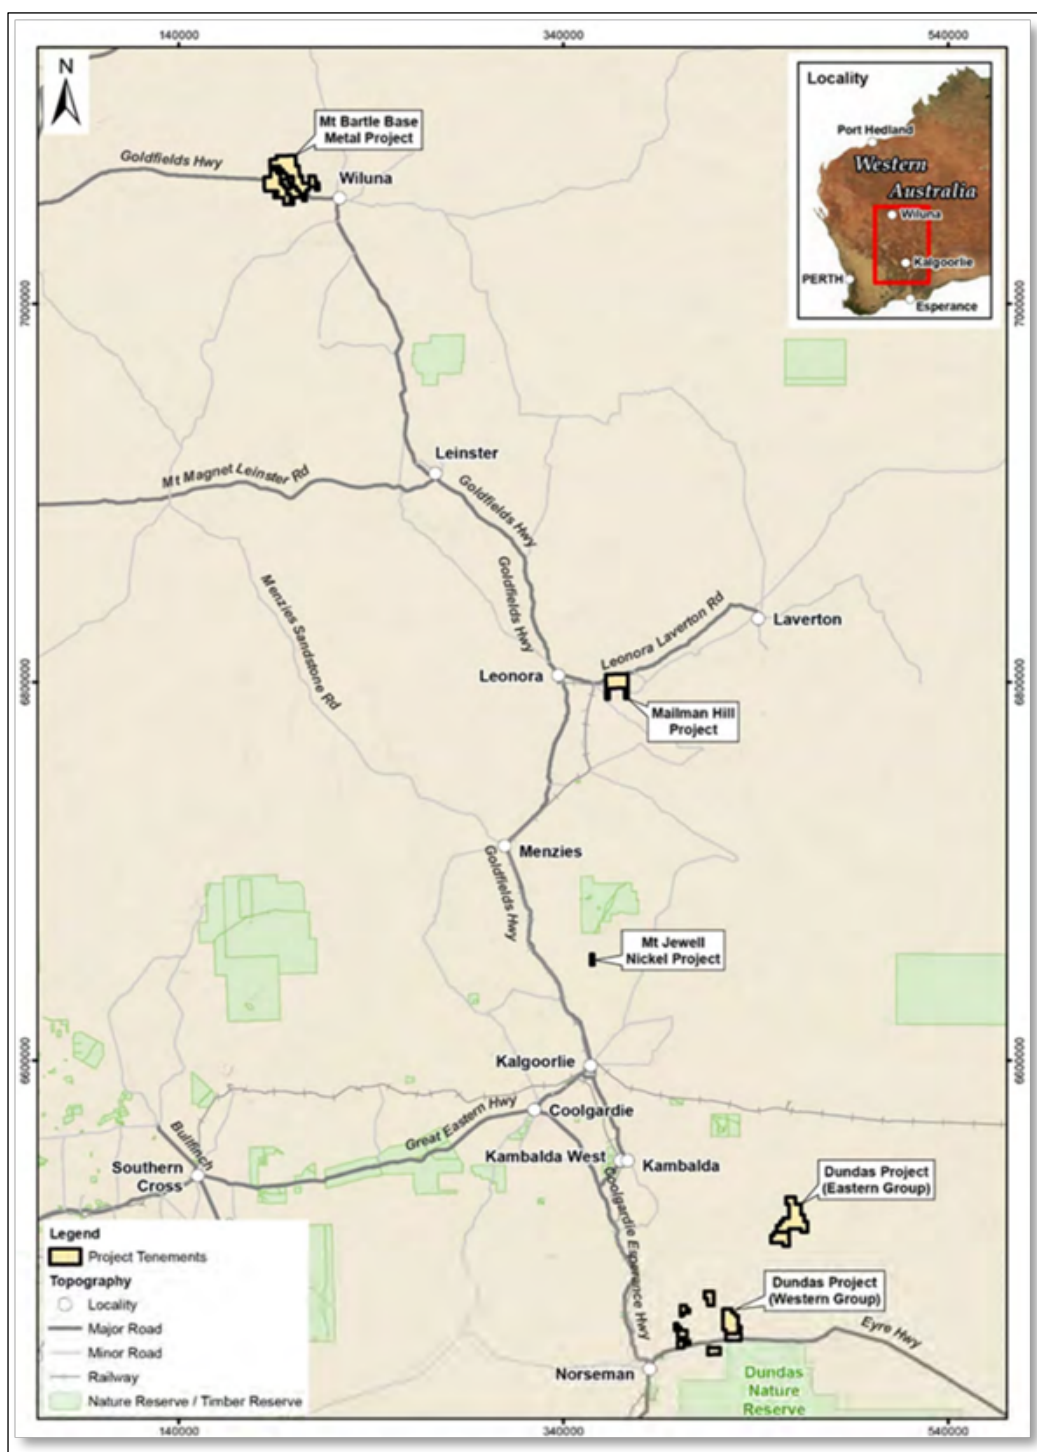 140000
340000
540000
N
Locality
Port Hedland
Western
Australia
Wiluna
Kalgoorlie
PERTH
Esperance
Mt Bartle Base
Metal Project
Goldfields Hwy
Wiluna
7000000
7000000
Leinster
Mt Magnet Leinster Rd
Goldfields Hwy
Goldfields Hwy
Menzies Sandstone Rd
Leonora Laverton Rd
Laverton
Leonora
6800000
6800000
Mailman Hill
Project
Menzies
Goldfields Hwy
Mt Jewell
Nickel Project
6600000
6600000
Kalgoorlie
Coolgardie
Great Eastern Hwy
Bullfinch
Kambalda West
Kambalda
Southern
Cross
Coolgardie Esperance Hwy
Dundas Project
(Eastern Group)
Dundas Project
(Western Group)
Eyre Hwy
Norseman
Dundas
Nature
Reserve
Legend
Project Tenements
Topography
Locality
Major Road
Minor Road
Railway
Nature Reserve / Timber Reserve
140000
340000
540000